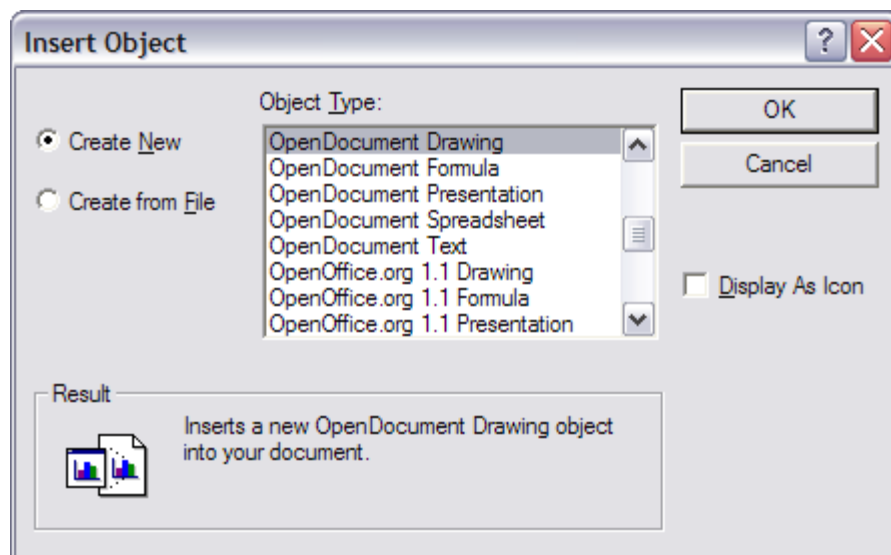 Insert Object
Object Type:
Create New
Create from File
OpenDocument Drawing
OpenDocument Formula
OpenDocument Presentation
OpenDocument Spreadsheet
OpenDocument Text
OpenOffice.org 1.1 Drawing
OpenOffice.org 1.1 Formula
OpenOffice.org 1.1 Presentation
OK
Cancel
Display As Icon
Result
Inserts a new OpenDocument Drawing object
into your document.